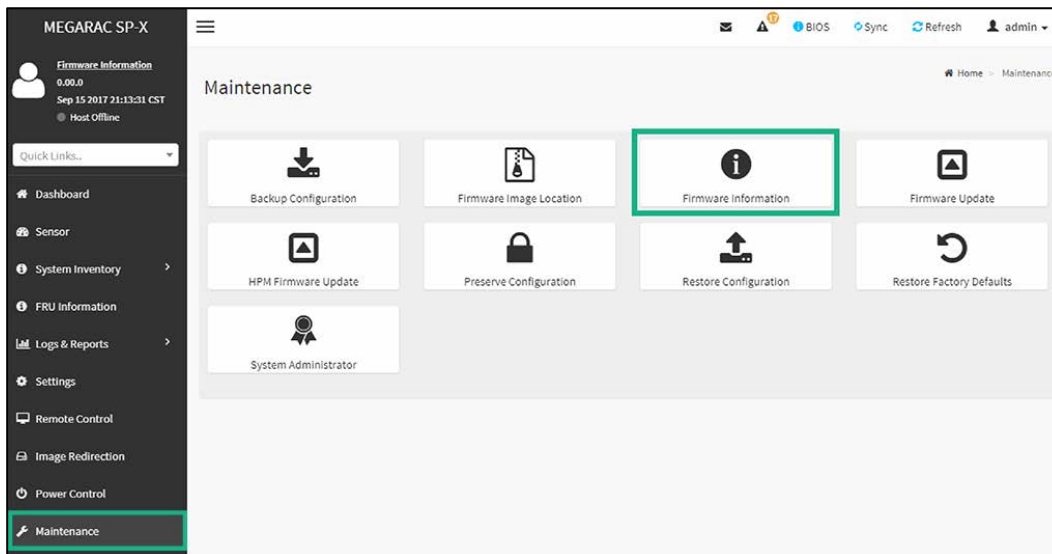 MEGARAC SP-X
BIOS
Sync
Refresh
admin
17
Firmware Information
0.00.0
Sep 15 2017 21:13:31 CST
Host Offline
Quick Links..
Dashboard
Sensor
System Inventory
FRU Information
Logs & Reports
Settings
Remote Control
Image Redirection
Power Control
Maintenance
Maintenance
Home > Maintenance
Backup Configuration
Firmware Image Location
Firmware Information
Firmware Update
HPM Firmware Update
Preserve Configuration
Restore Configuration
Restore Factory Defaults
System Administrator